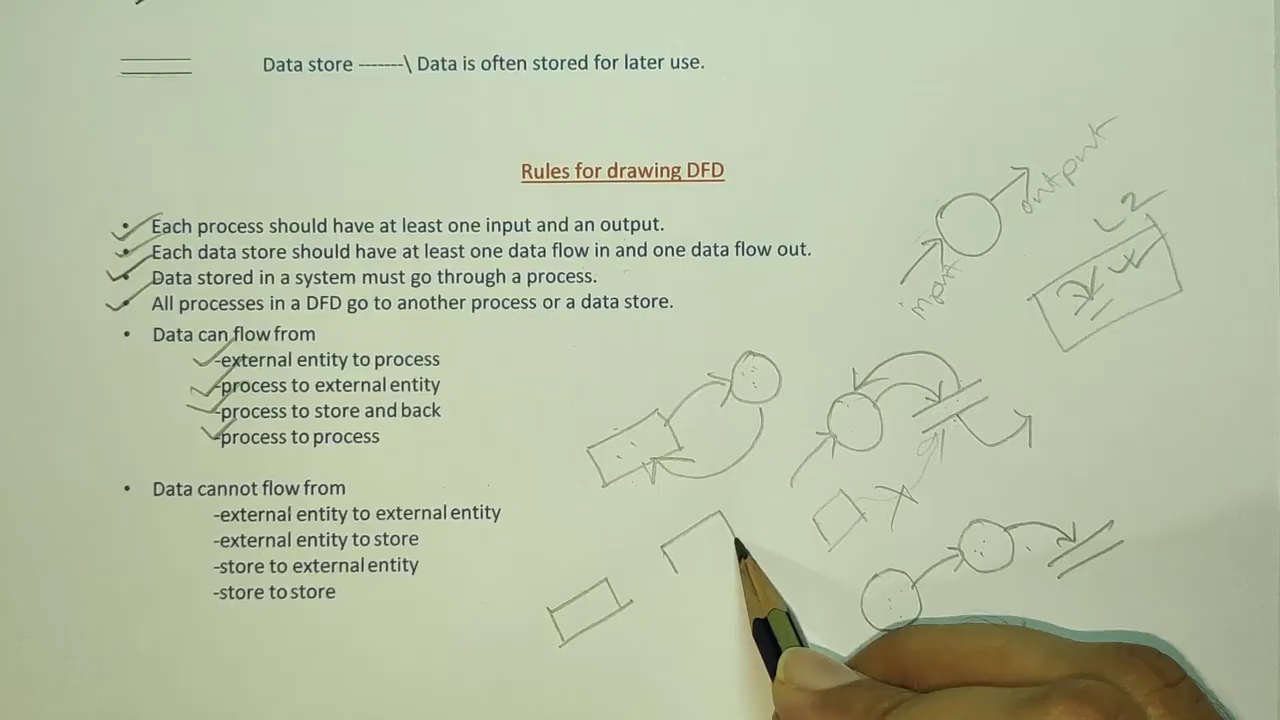 Data store -------\ Data is often stored for later use.
Rules for drawing DFD
• Each process should have at least one input and an output.
• Each data store should have at least one data flow in and one data flow out.
• Data stored in a system must go through a process.
• All processes in a DFD go to another process or a data store.
• Data can flow from
-external entity to process
-process to external entity
-process to store and back
-process to process
• Data cannot flow from
-external entity to external entity
-external entity to store
-store to external entity
-store to store
input
output
L2